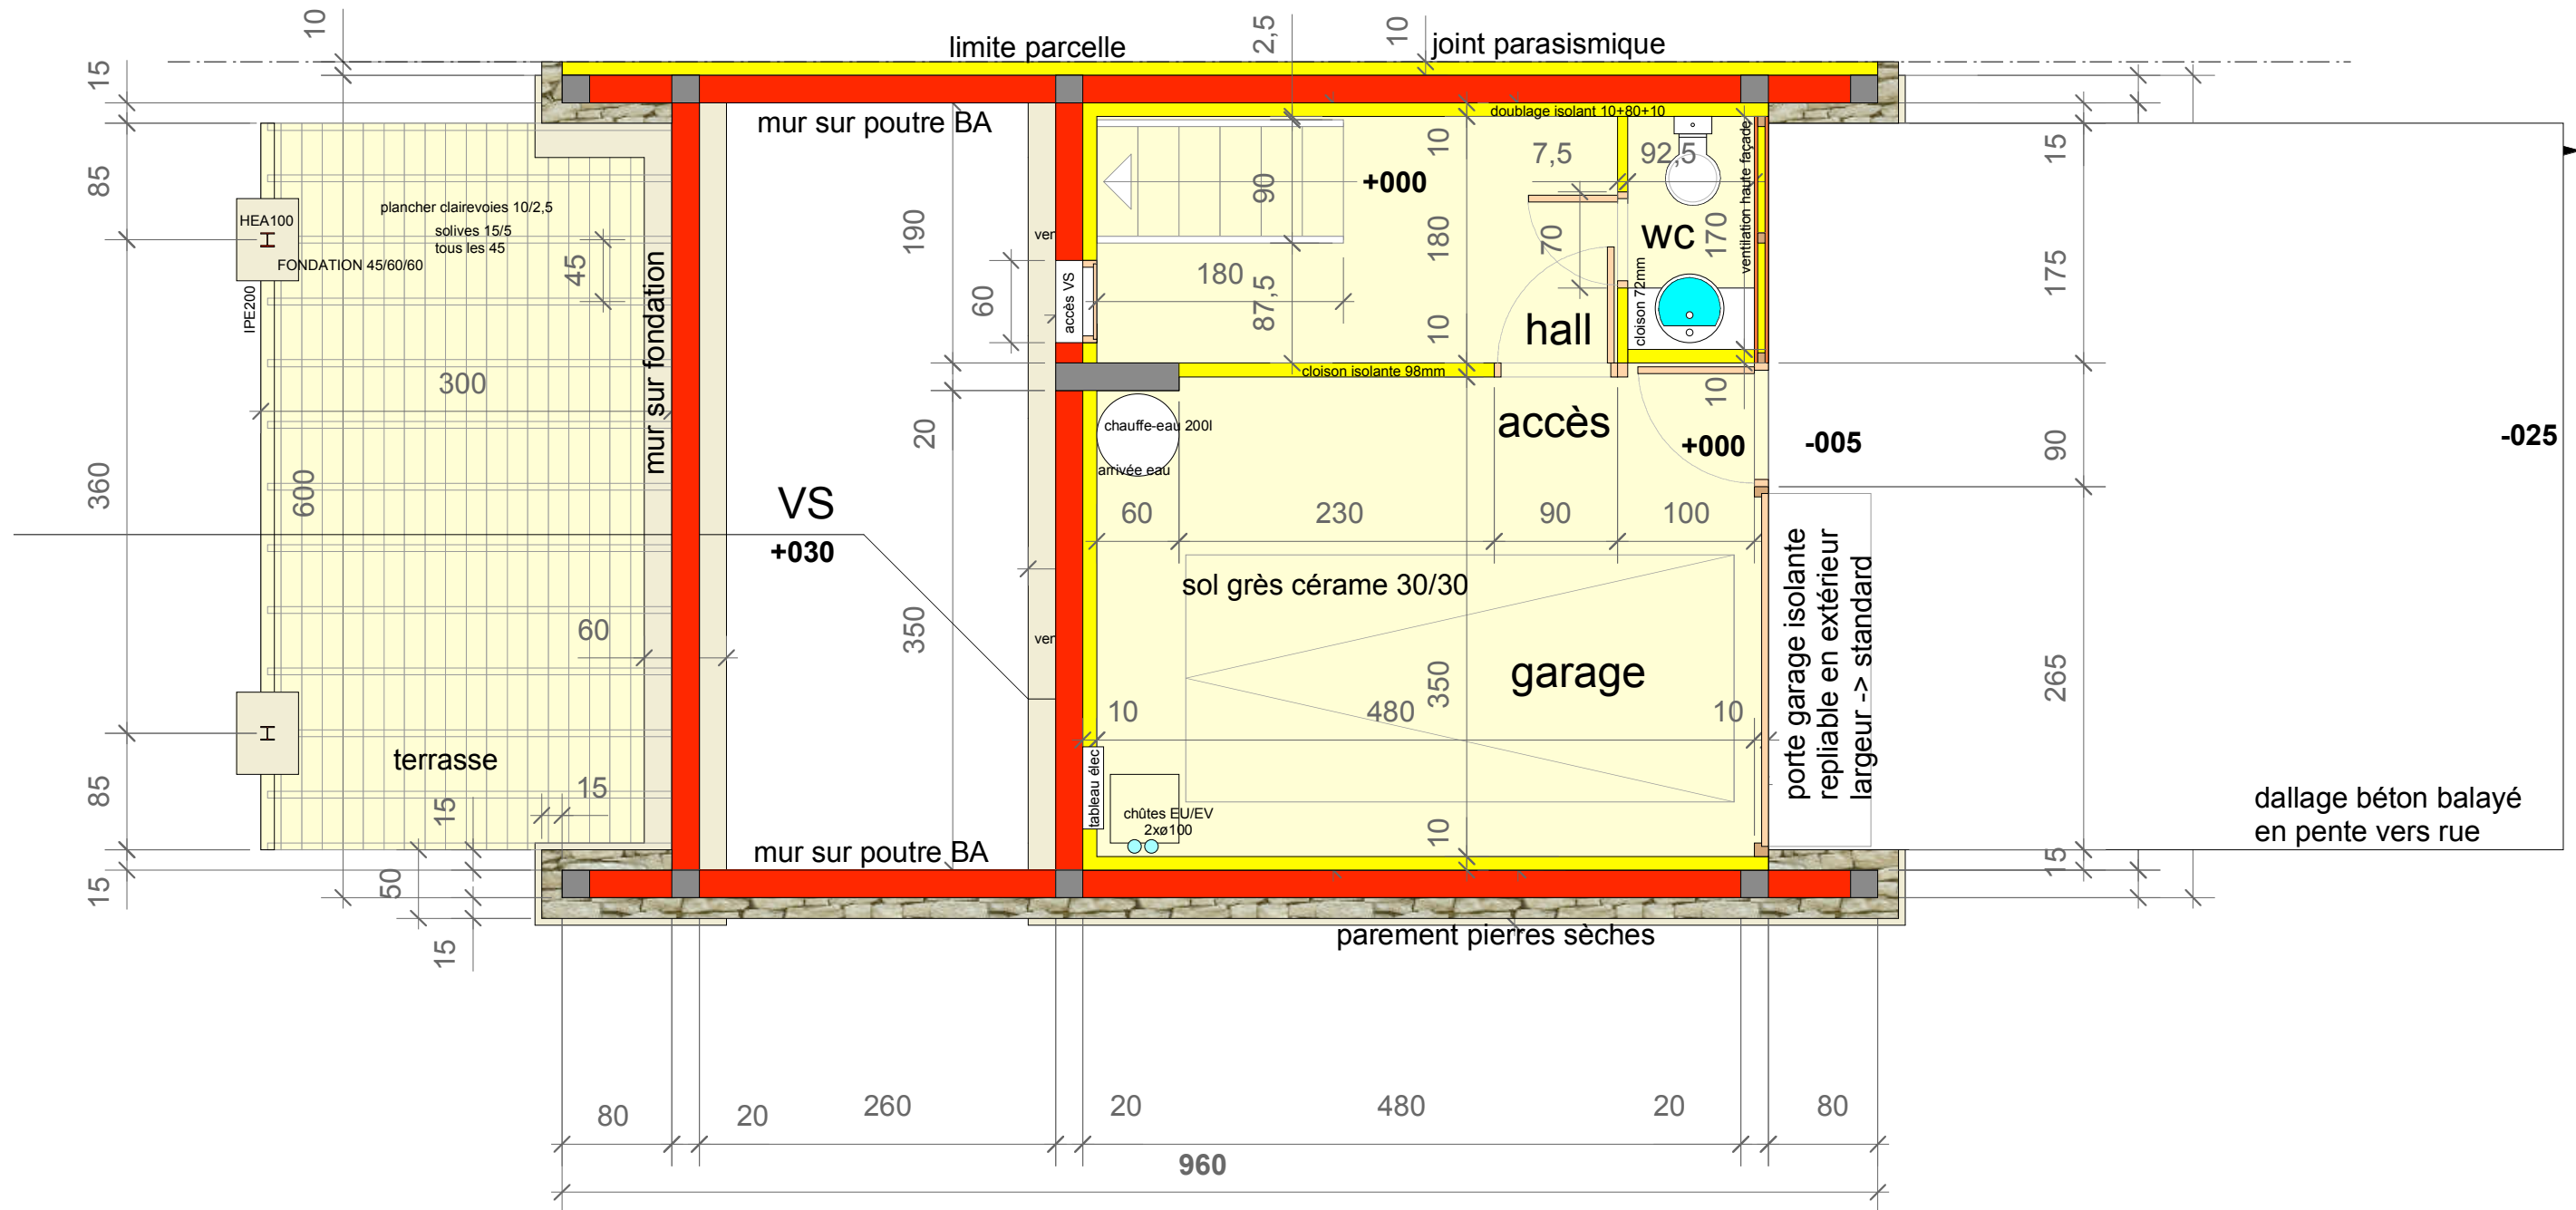 10
limite parcelle
2,5
10
joint parasismique
15
mur sur poutre BA
doublage isolant 10+80+10
10
7,5
92,5
15
85
HEA100
plancher clairevoies 10/2,5
solives 15/5
tous les 45
FONDATION 45/60/60
IPE200
45
mur sur fondation
190
ver
90
+000
180
70
wc
170
ventilation haute façade
175
60
accès VS
180
87,5
10
hall
cloison 72mm
300
cloison isolante 98mm
10
20
chauffe-eau 200l
arrivée eau
accès
+000
-005
90
-025
360
600
VS
+030
60
230
90
100
sol grès cérame 30/30
porte garage isolante
repliable en extérieur
largeur -> standard
60
350
ver
garage
350
265
10
480
10
terrasse
85
15
15
tableau élec
chûtes EU/EV
2xø100
10
dallage béton balayé
en pente vers rue
mur sur poutre BA
15
50
15
15
parement pierres sèches
80
20
260
20
480
20
80
960